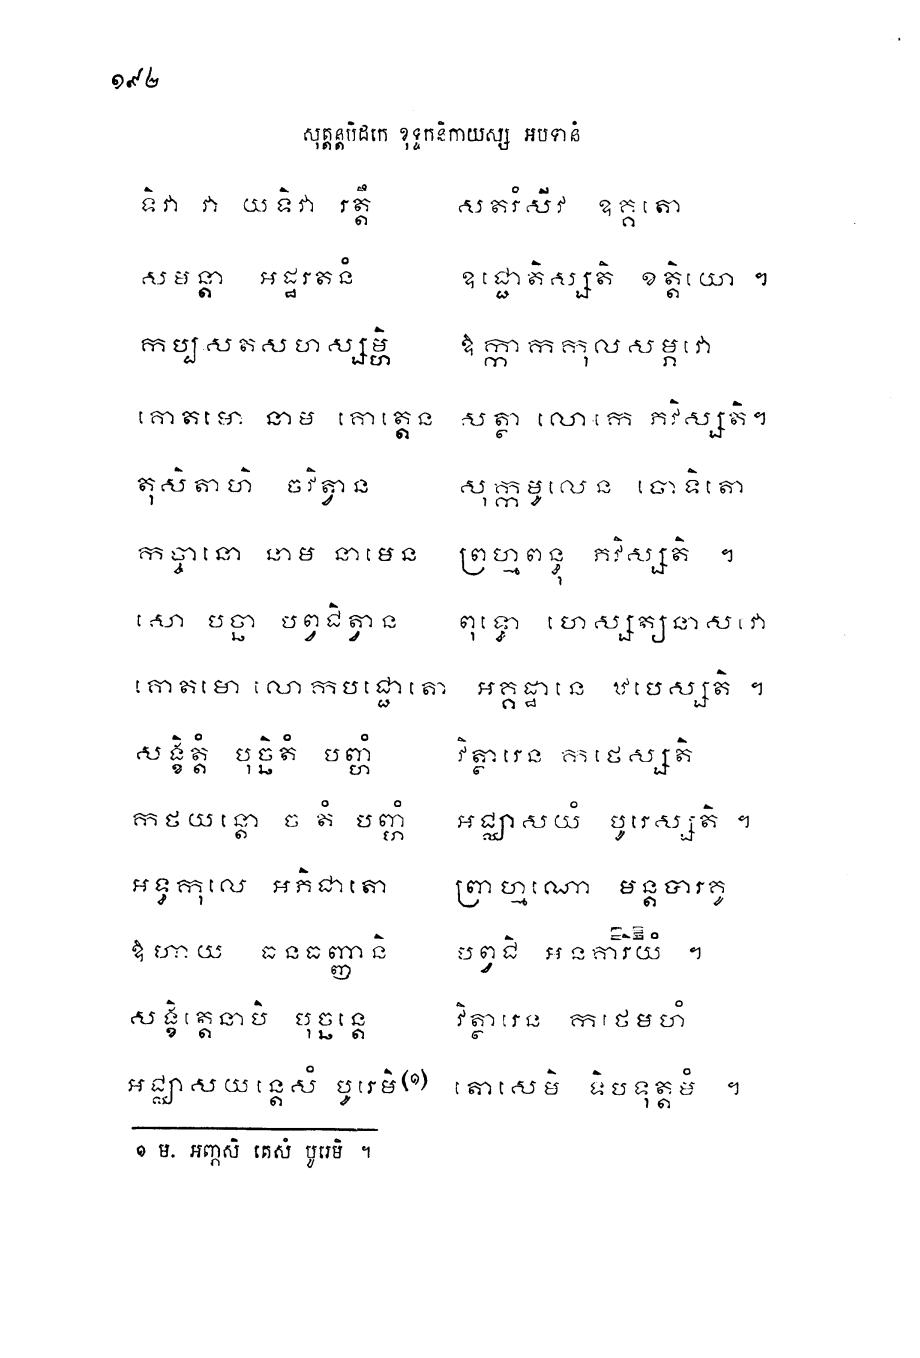 ១៩២
សុត្តន្តបិដកេ ខុទ្ទកនិកាយស្ស អបទានំ
ទិវា វា យទិវា រត្តឹ សតរំសីវ ឧគ្គតោ
សមន្តា អដ្ឋរតនំ ឧជ្ជោតិស្សតិ ខត្តិយោ ។
កប្បសតសហស្សម្ហិ ឱក្កាកកុលសម្ភវោ
គោតមោ នាម គោត្តេន សត្ថា លោកេ ភវិស្សតិ។
តុសិតាហិ ចវិត្វាន សុក្កមូលេន ចោទិតោ
កច្ចានោ នាម នាមេន ព្រហ្មពន្ធុ ភវិស្សតិ ។
សោ បច្ឆា បព្វជិត្វាន ពុទ្ធោ ហេស្សត្យនាសវោ
គោតមោ លោកបជ្ជោតោ អគ្គដ្ឋានេ ឋបេស្សតិ ។
សង្ខិត្តំ បុច្ឆិតំ បញ្ហំ វិត្ថារេន កថេស្សតិ
កថយន្តោ ច តំ បញ្ហំ អជ្ឈាសយំ បូរេស្សតិ ។
អឌ្ឍកុលេ អភិជាតោ ព្រាហ្មណោ មន្តបារគូ
ឱហាយ ធនធញ្ញានិ បព្វជិ អនគារិយំ ។
សង្ខិត្តេនាបិ បុច្ឆន្តេ វិត្ថារេន កថេមហំ
អជ្ឈាសយន្តេសំ បូរេមិ(១) តោសេមិ ទិបទុត្តមំ ។
១ ម. អញ្ភសិ តេសំ បូរេមិ ។